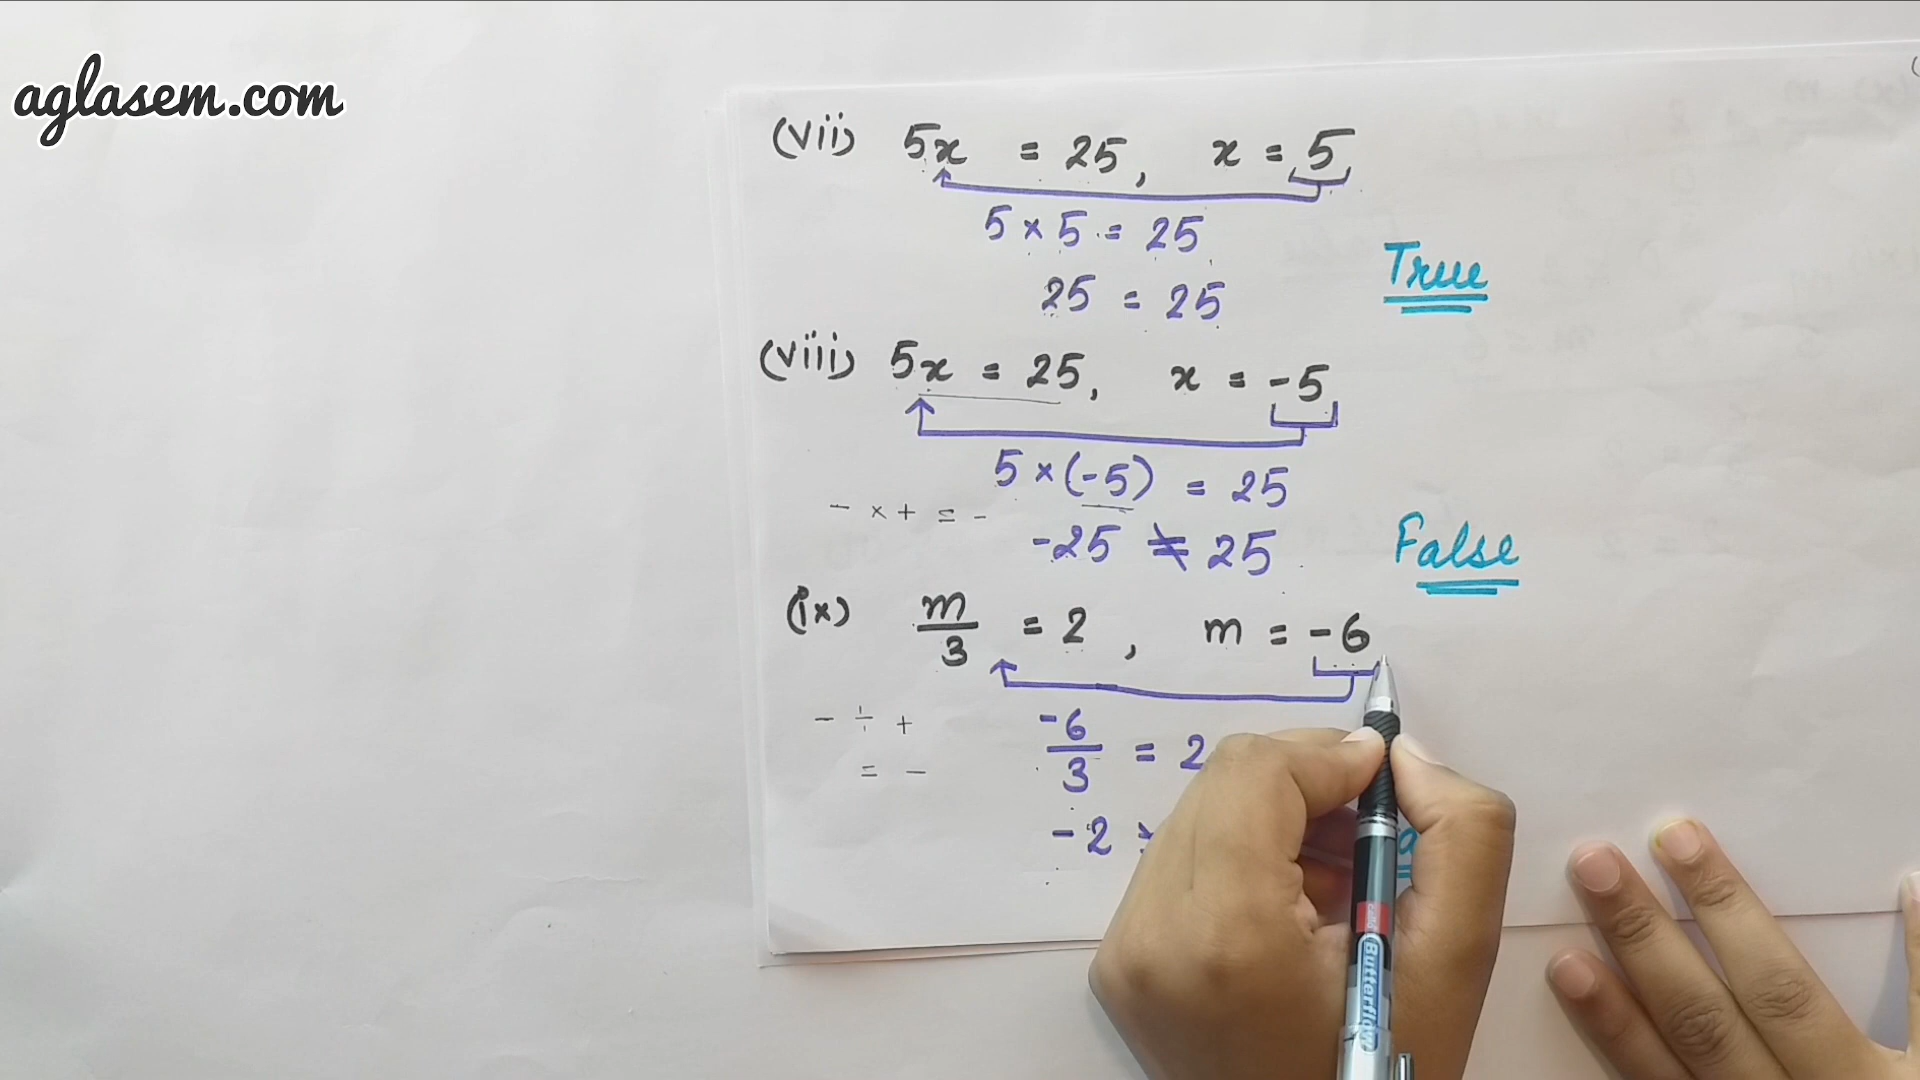 aglasem.com
(vii) 5x = 25, x = 5
5 × 5 = 25
True
25 = 25
(viii) 5x = 25, x = -5
5 × (-5) = 25
- × + = -
-25 ≠ 25
False
(ix) m/3 = 2, m = -6
- ÷ +
= -
-6/3 = 2
-2
Butterflow